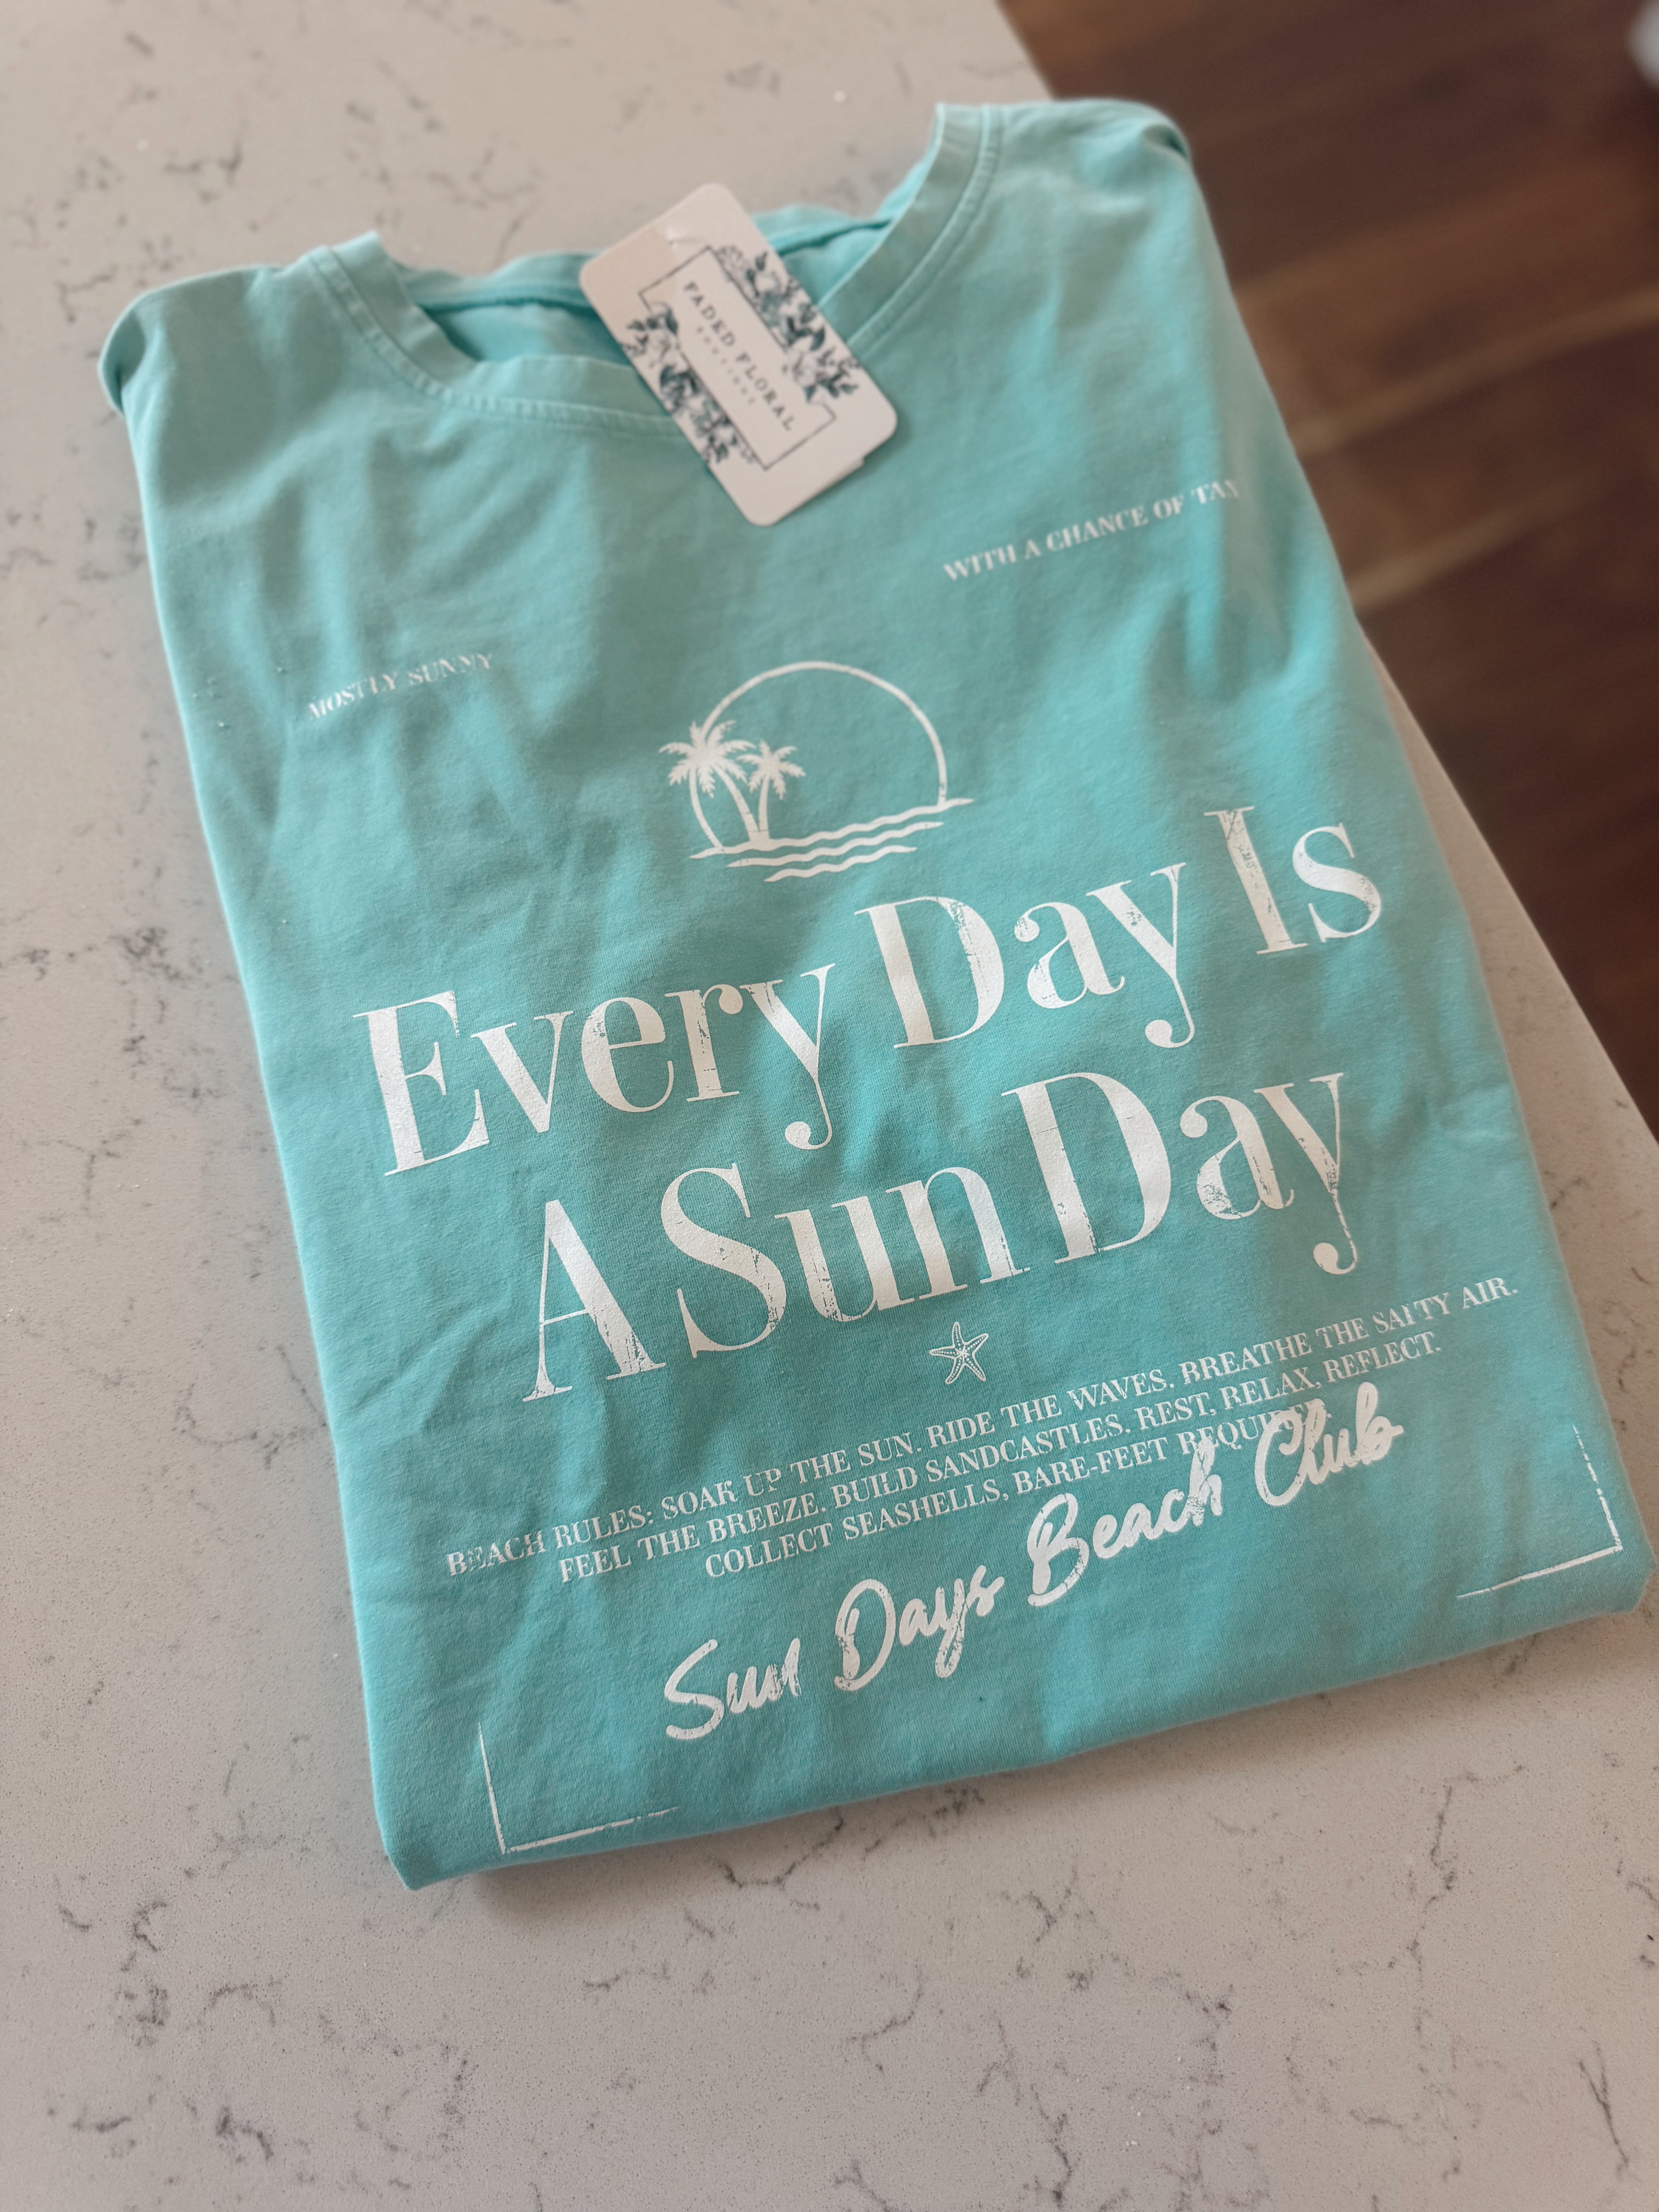 FADED FLORAL
BOUTIQUE
MOSTLY SUNNY
WITH A CHANCE OF TAN
Every Day Is
A Sun Day
BEACH RULES: SOAK UP THE SUN. RIDE THE WAVES. BREATHE THE SALTY AIR.
FEEL THE BREEZE. BUILD SANDCASTLES. REST, RELAX, REFLECT.
COLLECT SEASHELLS, BARE-FEET REQUIRED.
Sun Days Beach Club